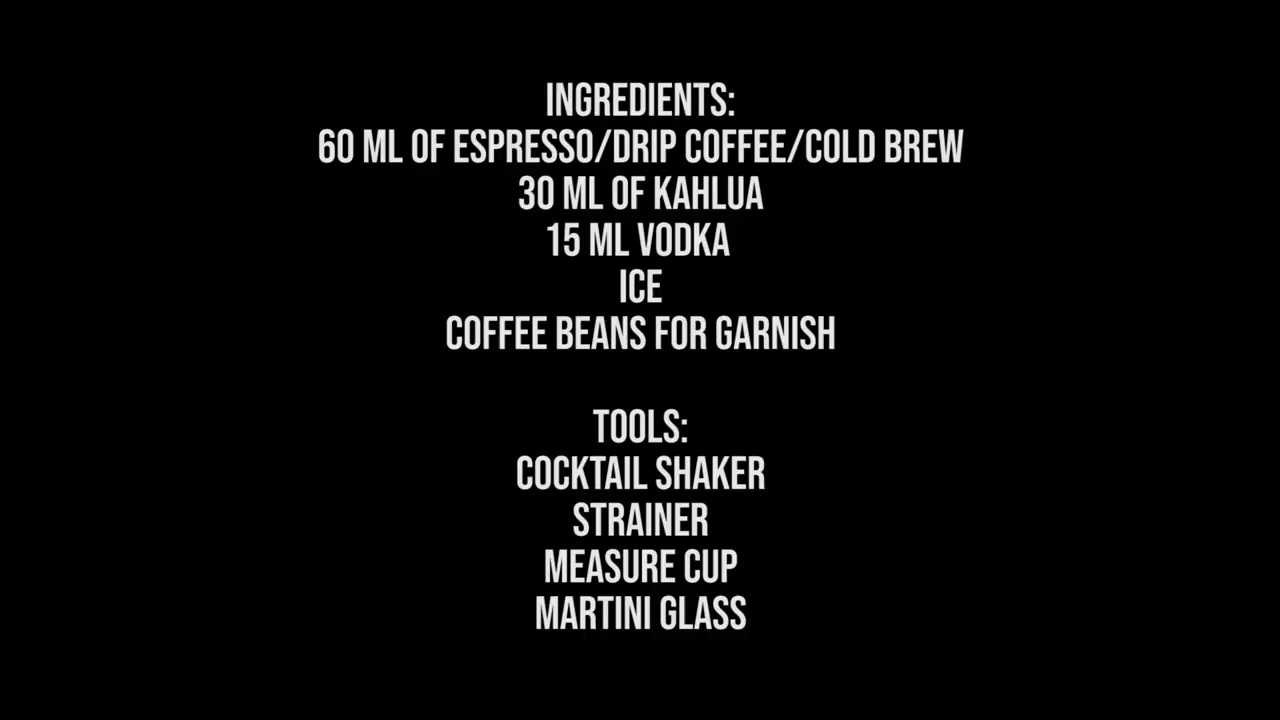 INGREDIENTS:
60 ML OF ESPRESSO/DRIP COFFEE/COLD BREW
30 ML OF KAHLUA
15 ML VODKA
ICE
COFFEE BEANS FOR GARNISH
TOOLS:
COCKTAIL SHAKER
STRAINER
MEASURE CUP
MARTINI GLASS